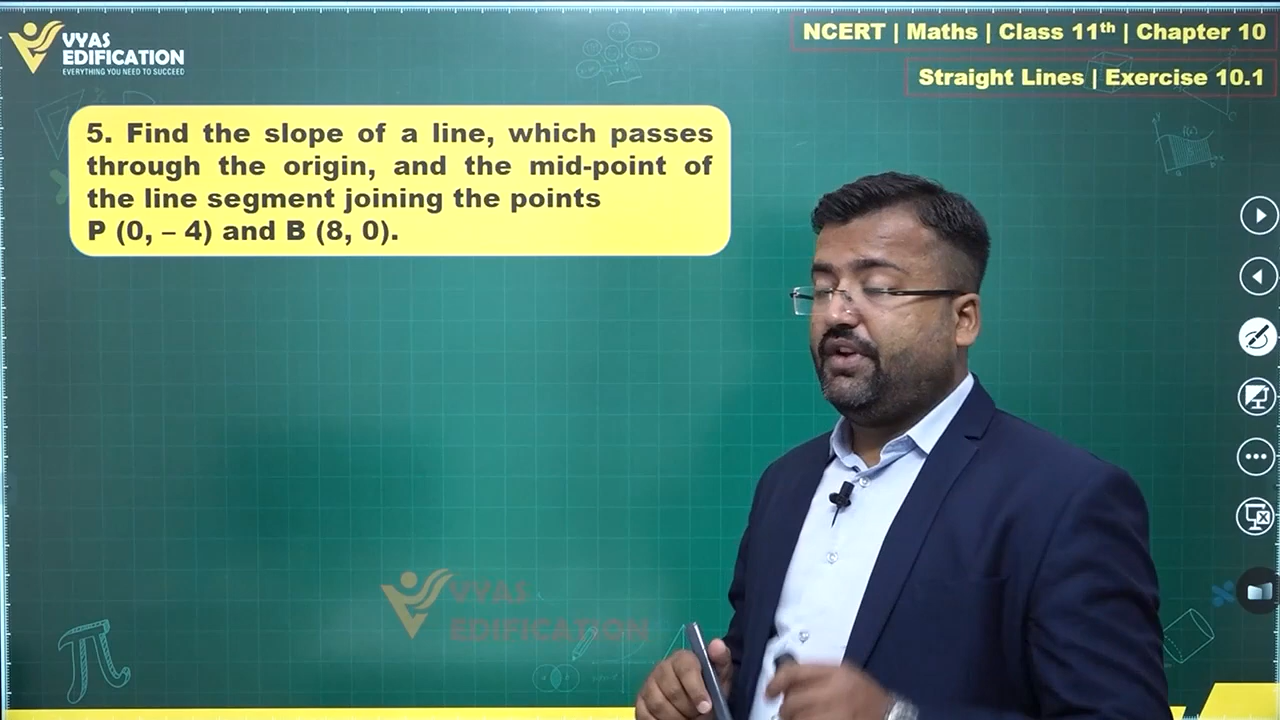 VYAS
EDIFICATION
EVERYTHING YOU NEED TO SUCCEED
NCERT | Maths | Class 11th | Chapter 10
Straight Lines | Exercise 10.1
5. Find the slope of a line, which passes
through the origin, and the mid-point of
the line segment joining the points
P (0, – 4) and B (8, 0).
VYAS
EDIFICATION
π